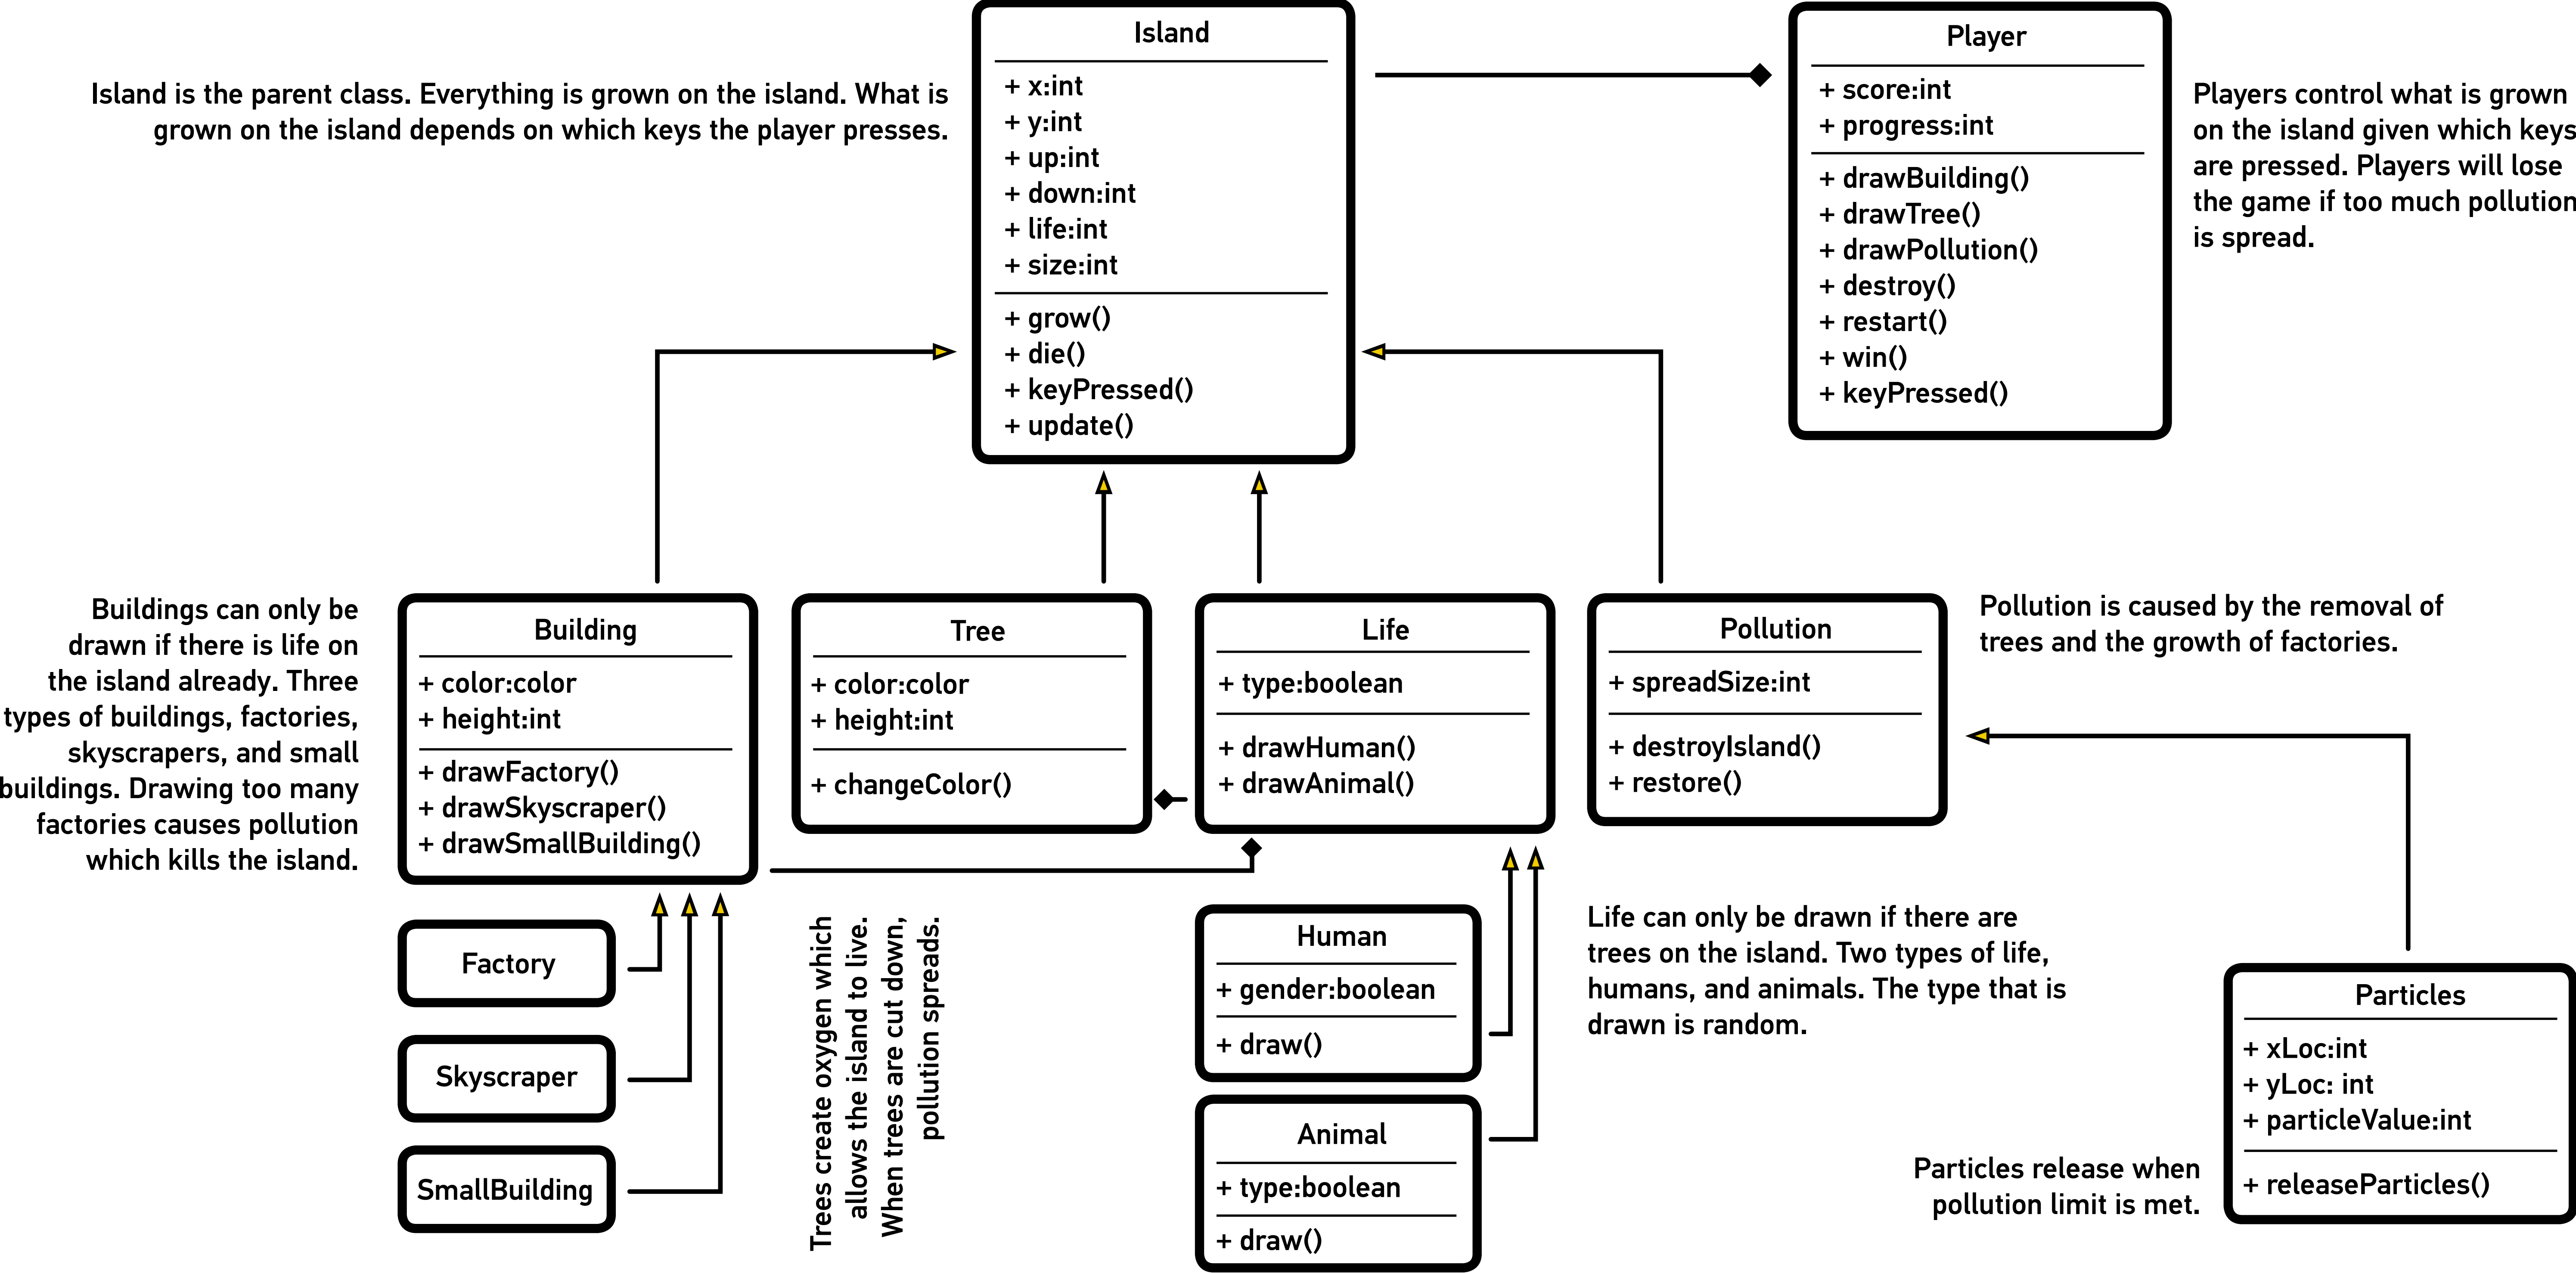 Island is the parent class. Everything is grown on the island. What is
grown on the island depends on which keys the player presses.
Island
+ x:int
+ y:int
+ up:int
+ down:int
+ life:int
+ size:int
+ grow()
+ die()
+ keyPressed()
+ update()
Player
+ score:int
+ progress:int
+ drawBuilding()
+ drawTree()
+ drawPollution()
+ destroy()
+ restart()
+ win()
+ keyPressed()
Players control what is grown
on the island given which keys
are pressed. Players will lose
the game if too much pollution
is spread.
Buildings can only be
drawn if there is life on
the island already. Three
types of buildings, factories,
skyscrapers, and small
buildings. Drawing too many
factories causes pollution
which kills the island.
Building
+ color:color
+ height:int
+ drawFactory()
+ drawSkyscraper()
+ drawSmallBuilding()
Tree
+ color:color
+ height:int
+ changeColor()
Life
+ type:boolean
+ drawHuman()
+ drawAnimal()
Pollution
+ spreadSize:int
+ destroyIsland()
+ restore()
Pollution is caused by the removal of
trees and the growth of factories.
Factory
Skyscraper
SmallBuilding
Trees create oxygen which
allows the island to live.
When trees are cut down,
pollution spreads.
Human
+ gender:boolean
+ draw()
Animal
+ type:boolean
+ draw()
Life can only be drawn if there are
trees on the island. Two types of life,
humans, and animals. The type that is
drawn is random.
Particles release when
pollution limit is met.
Particles
+ xLoc:int
+ yLoc: int
+ particleValue:int
+ releaseParticles()